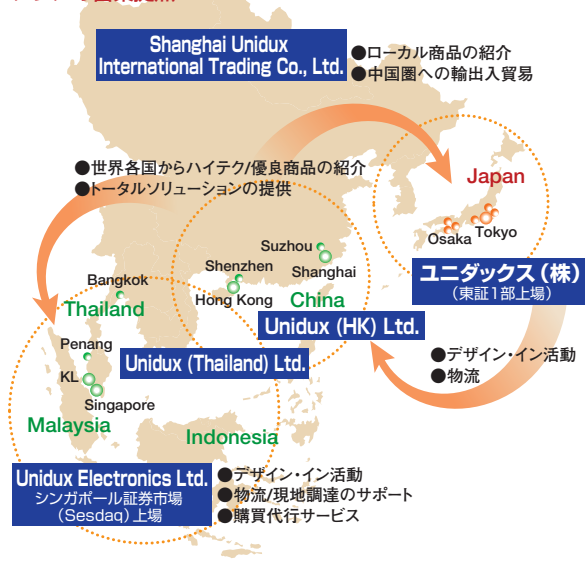 Shanghai Unidux
International Trading Co., Ltd.
●ローカル商品の紹介
●中国圏への輸出入貿易
●世界各国からハイテク/優良商品の紹介
●トータルソリューションの提供
Japan
Osaka
Tokyo
ユニダックス（株）
（東証1部上場）
Suzhou
Shanghai
Shenzhen
Hong Kong
China
Bangkok
Thailand
Unidux (HK) Ltd.
Penang
Unidux (Thailand) Ltd.
●デザイン・イン活動
●物流
KL
Singapore
Malaysia
Indonesia
Unidux Electronics Ltd.
シンガポール証券市場
（Sesdaq）上場
●デザイン・イン活動
●物流/現地調達のサポート
●購買代行サービス